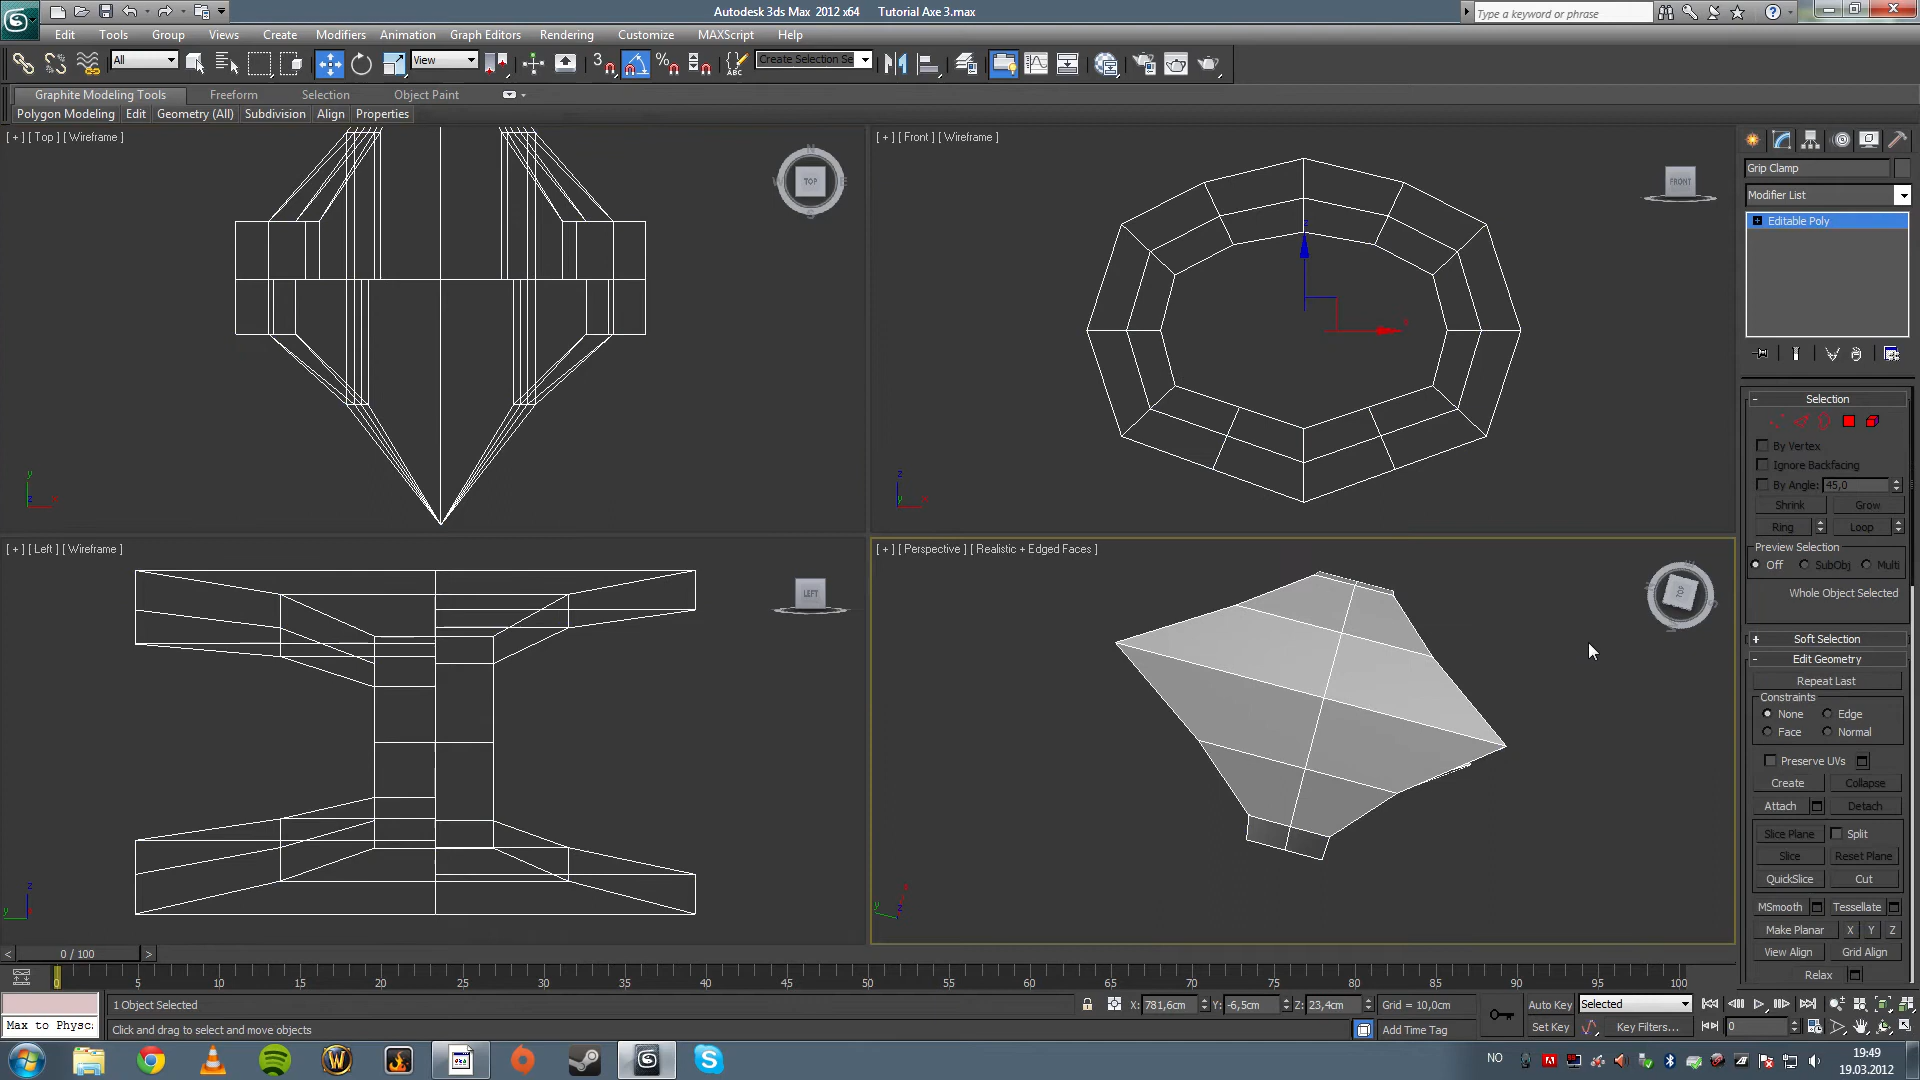 Autodesk 3ds Max 2012 x64 Tutorial Axe 3.max
Type a keyword or phrase
Edit Tools Group Views Create Modifiers Animation Graph Editors Rendering Customize MAXScript Help
All View 3 ABC Create Selection Se
Graphite Modeling Tools Freeform Selection Object Paint
Polygon Modeling Edit Geometry (All) Subdivision Align Properties
[ + ] [ Top ] [ Wireframe ]
TOP
[ + ] [ Front ] [ Wireframe ]
FRONT
[ + ] [ Left ] [ Wireframe ]
LEFT
[ + ] [ Perspective ] [ Realistic + Edged Faces ]
TOP
Grip Clamp
Modifier List
Editable Poly
- Selection
By Vertex
Ignore Backfacing
By Angle: 45,0
Shrink Grow
Ring Loop
Preview Selection
Off SubObj Multi
Whole Object Selected
+ Soft Selection
- Edit Geometry
Repeat Last
Constraints
None Edge
Face Normal
Preserve UVs
Create Collapse
Attach Detach
Slice Plane Split
Slice Reset Plane
QuickSlice Cut
MSmooth Tessellate
Make Planar X Y Z
View Align Grid Align
Relax
< 0 / 100 >
0 5 10 15 20 25 30 35 40 45 50 55 60 65 70 75 80 85 90 95 100
1 Object Selected X: 781,6cm Y: -6,5cm Z: 23,4cm Grid = 10,0cm Auto Key Selected
Max to Physc: Click and drag to select and move objects Add Time Tag Set Key Key Filters... 0
NO
19:49
19.03.2012